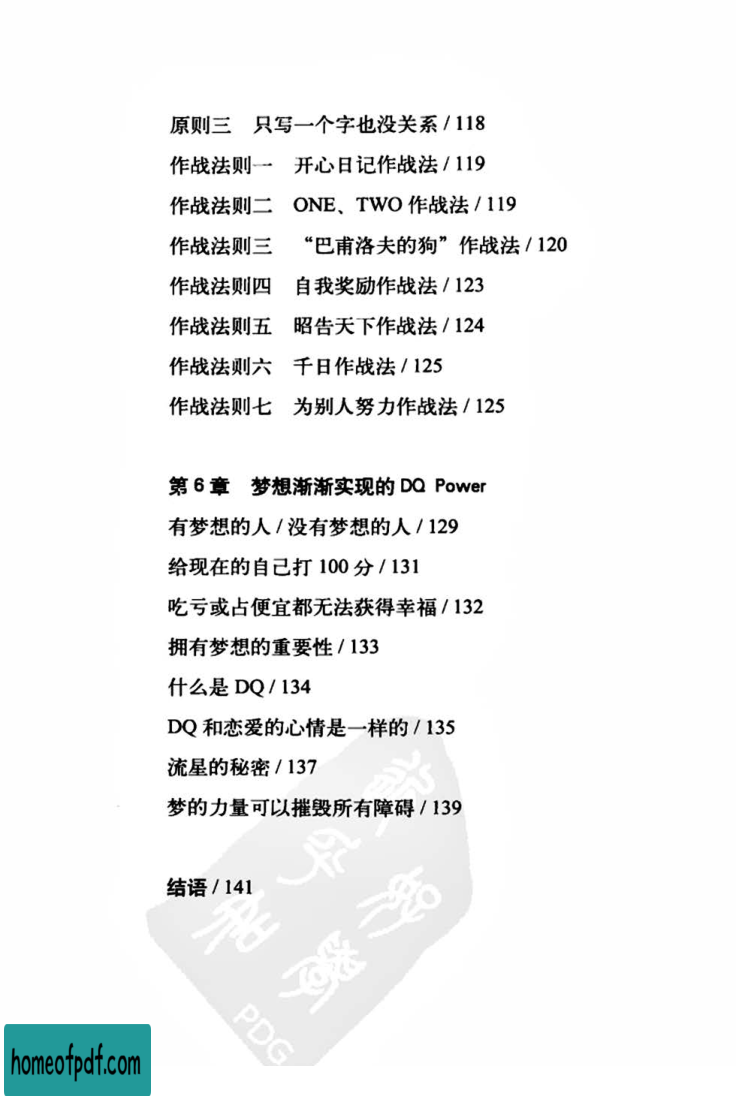 原则三 只写一个字也没关系 / 118
作战法则一 开心日记作战法 / 119
作战法则二 ONE、TWO 作战法 / 119
作战法则三 “巴甫洛夫的狗”作战法 / 120
作战法则四 自我奖励作战法 / 123
作战法则五 昭告天下作战法 / 124
作战法则六 千日作战法 / 125
作战法则七 为别人努力作战法 / 125
第 6 章 梦想渐渐实现的 DQ Power
有梦想的人 / 没有梦想的人 / 129
给现在的自己打 100 分 / 131
吃亏或占便宜都无法获得幸福 / 132
拥有梦想的重要性 / 133
什么是 DQ / 134
DQ 和恋爱的心情是一样的 / 135
流星的秘密 / 137
梦的力量可以摧毁所有障碍 / 139
结语 / 141
PDG
homeofpdf.com